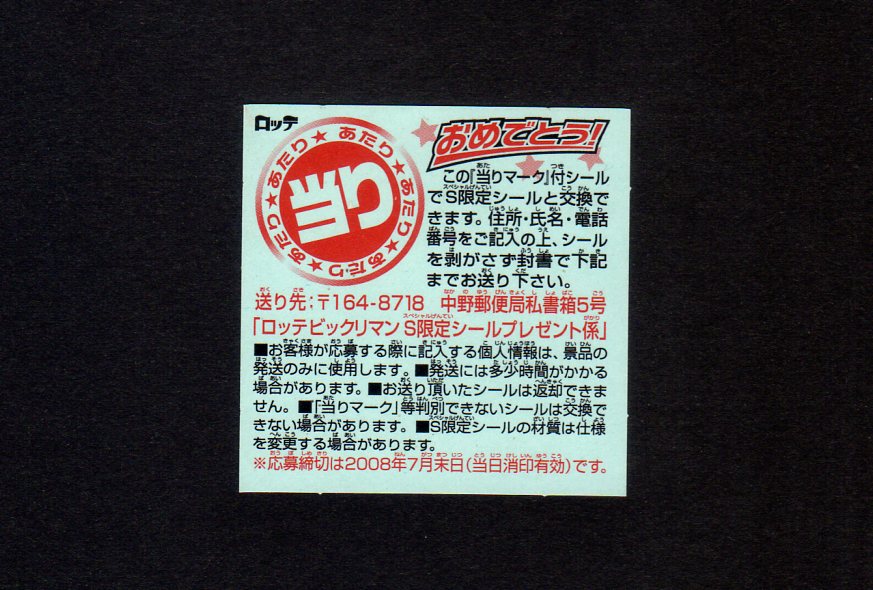 ロッテ
あたり★あたり★あたり★あたり★あたり★あたり★
当り
おめでとう!
この『当りマーク』付シール
でS限定シールと交換で
きます。住所・氏名・電話
番号をご記入の上、シール
を剥がさず封書で下記
までお送り下さい。
送り先:〒164-8718 中野郵便局私書箱5号
「ロッテビックリマン S限定シールプレゼント係」
■お客様が応募する際に記入する個人情報は、景品の
発送のみに使用します。■発送には多少時間がかかる
場合があります。■お送り頂いたシールは返却できま
せん。■「当りマーク」等判別できないシールは交換で
きない場合があります。■S限定シールの材質は仕様
を変更する場合があります。
※応募締切は2008年7月末日(当日消印有効)です。